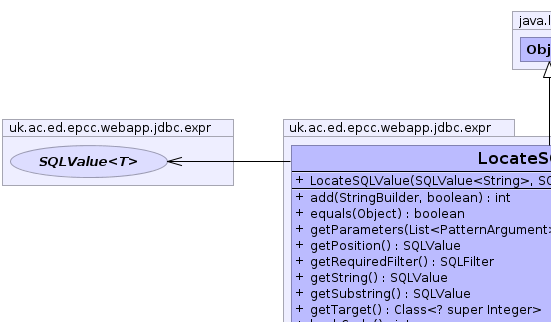 java.l
Obj
uk.ac.ed.epcc.webapp.jdbc.expr
SQLValue<T>
uk.ac.ed.epcc.webapp.jdbc.expr
LocateSQ
+ LocateSQLValue(SQLValue<String>, SQ
+ add(StringBuilder, boolean) : int
+ equals(Object) : boolean
+ getParameters(List<PatternArgument>
+ getPosition() : SQLValue
+ getRequiredFilter() : SQLFilter
+ getString() : SQLValue
+ getSubstring() : SQLValue
+ getTarget() : Class<? super Integer>